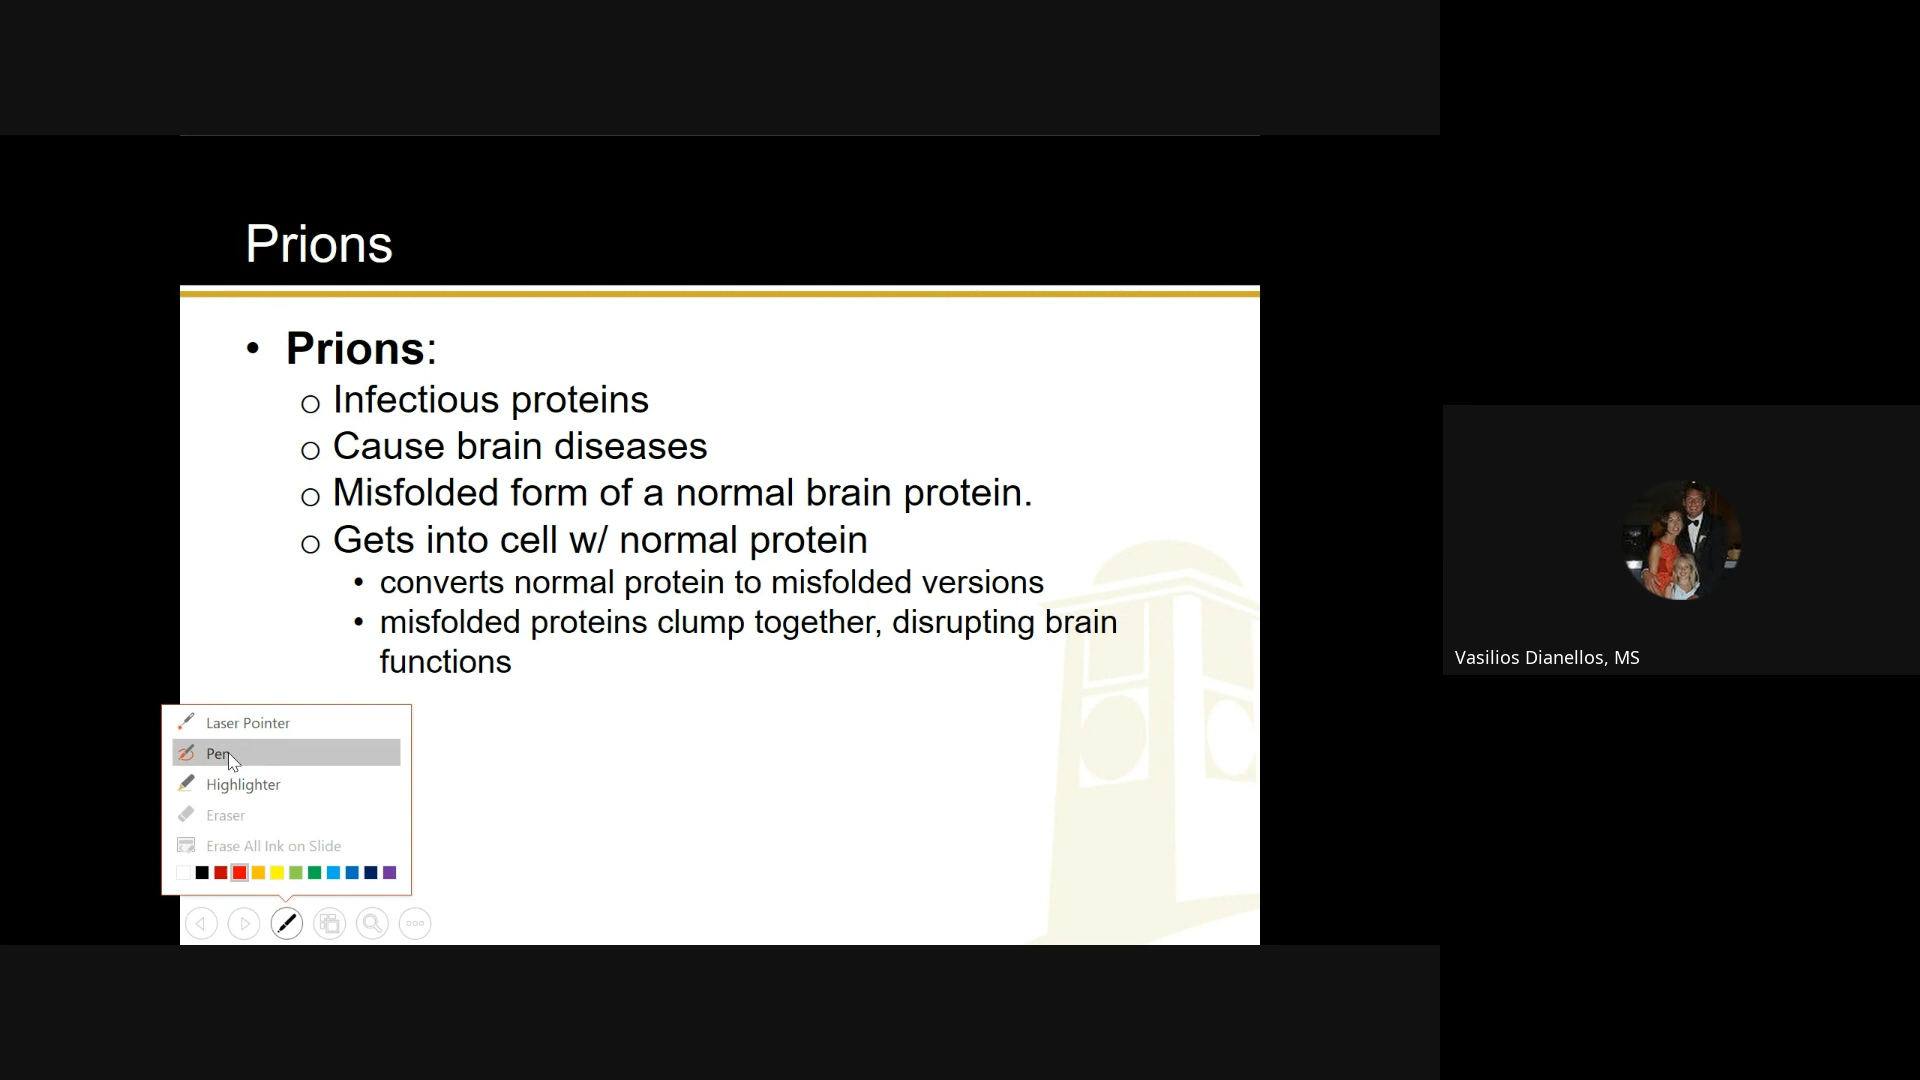 Prions
• Prions:
o Infectious proteins
o Cause brain diseases
o Misfolded form of a normal brain protein.
o Gets into cell w/ normal protein
• converts normal protein to misfolded versions
• misfolded proteins clump together, disrupting brain
functions
Laser Pointer
Pen
Highlighter
Eraser
Erase All Ink on Slide
Vasilios Dianellos, MS